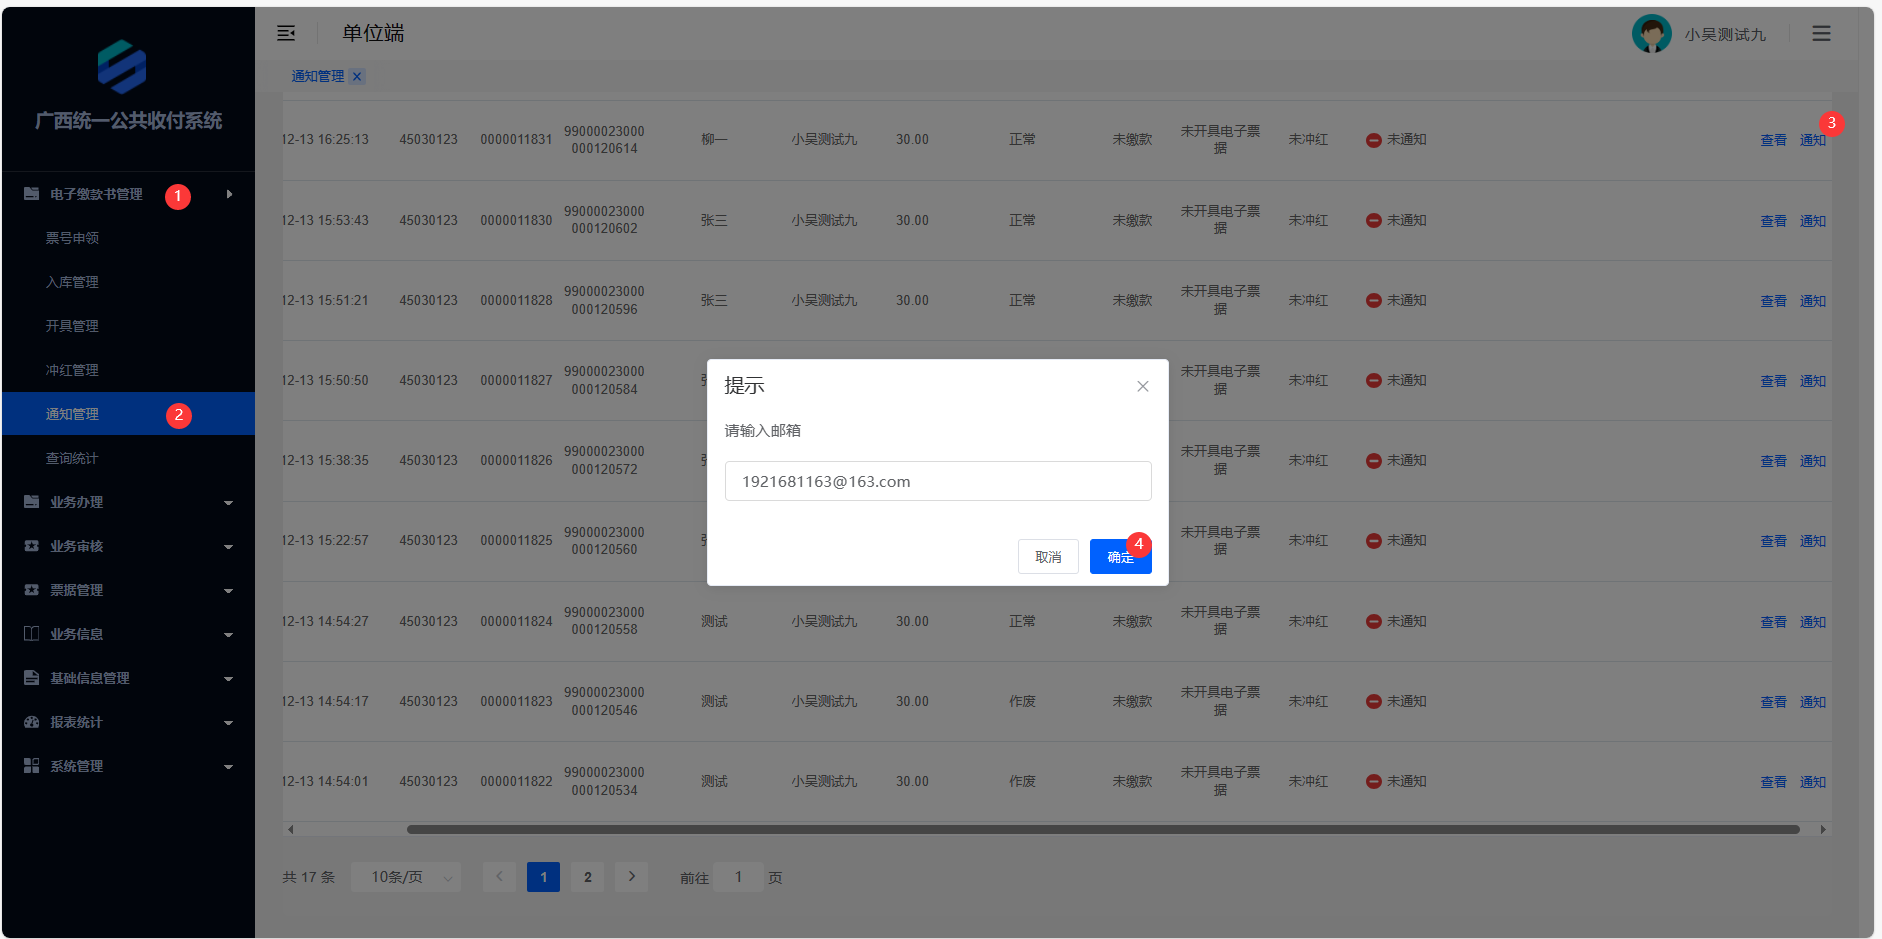 单位端
小吴测试九
通知管理
广西统一公共收付系统
电子缴款书管理 1
票号申领
入库管理
开具管理
冲红管理
通知管理 2
查询统计
业务办理
业务审核
票据管理
业务信息
基础信息管理
报表统计
系统管理
12-13 16:25:13 45030123 0000011831 99000023000000120614 柳一 小吴测试九 30.00 正常 未缴款 未开具电子票据 未冲红 未通知 查看 通知 3
12-13 15:53:43 45030123 0000011830 99000023000000120602 张三 小吴测试九 30.00 正常 未缴款 未开具电子票据 未冲红 未通知 查看 通知
12-13 15:51:21 45030123 0000011828 99000023000000120596 张三 小吴测试九 30.00 正常 未缴款 未开具电子票据 未冲红 未通知 查看 通知
12-13 15:50:50 45030123 0000011827 99000023000000120584 未开具电子票据 未冲红 未通知 查看 通知
12-13 15:38:35 45030123 0000011826 99000023000000120572 未开具电子票据 未冲红 未通知 查看 通知
12-13 15:22:57 45030123 0000011825 99000023000000120560 未开具电子票据 未冲红 未通知 查看 通知
12-13 14:54:27 45030123 0000011824 99000023000000120558 测试 小吴测试九 30.00 正常 未缴款 未开具电子票据 未冲红 未通知 查看 通知
12-13 14:54:17 45030123 0000011823 99000023000000120546 测试 小吴测试九 30.00 作废 未缴款 未开具电子票据 未冲红 未通知 查看 通知
12-13 14:54:01 45030123 0000011822 99000023000000120534 测试 小吴测试九 30.00 作废 未缴款 未开具电子票据 未冲红 未通知 查看 通知
提示
请输入邮箱
1921681163@163.com
取消 确定 4
共 17 条 10条/页 1 2 前往 1 页